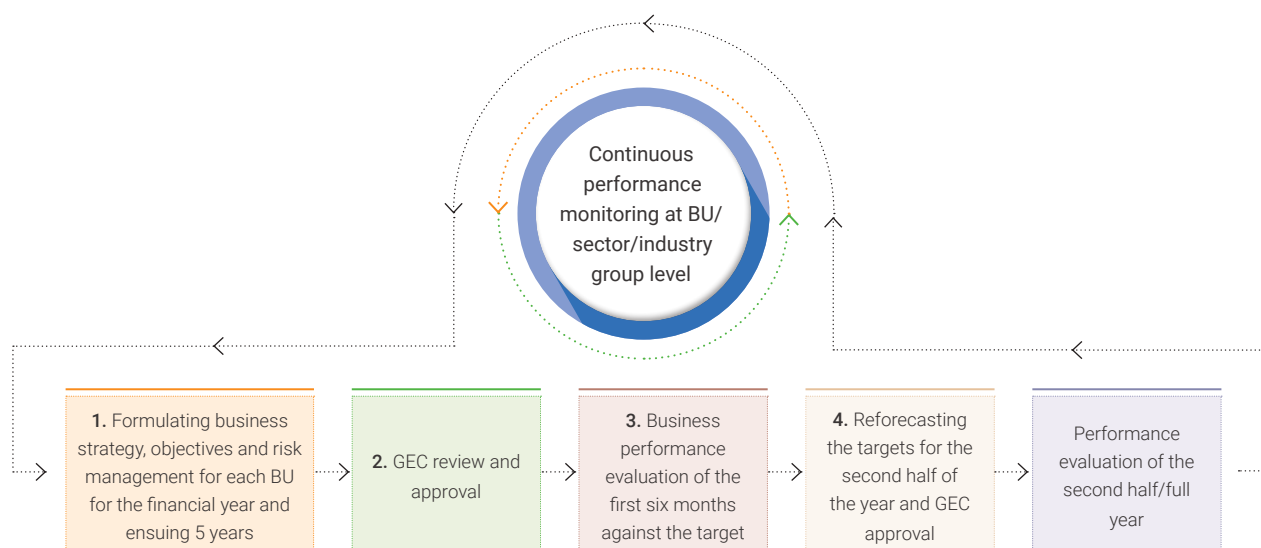 Continuous
performance
monitoring at BU/
sector/industry
group level
1. Formulating business
strategy, objectives and risk
management for each BU
for the financial year and
ensuing 5 years
2. GEC review and
approval
3. Business
performance
evaluation of the
first six months
against the target
4. Reforecasting
the targets for the
second half of
the year and GEC
approval
Performance
evaluation of the
second half/full
year